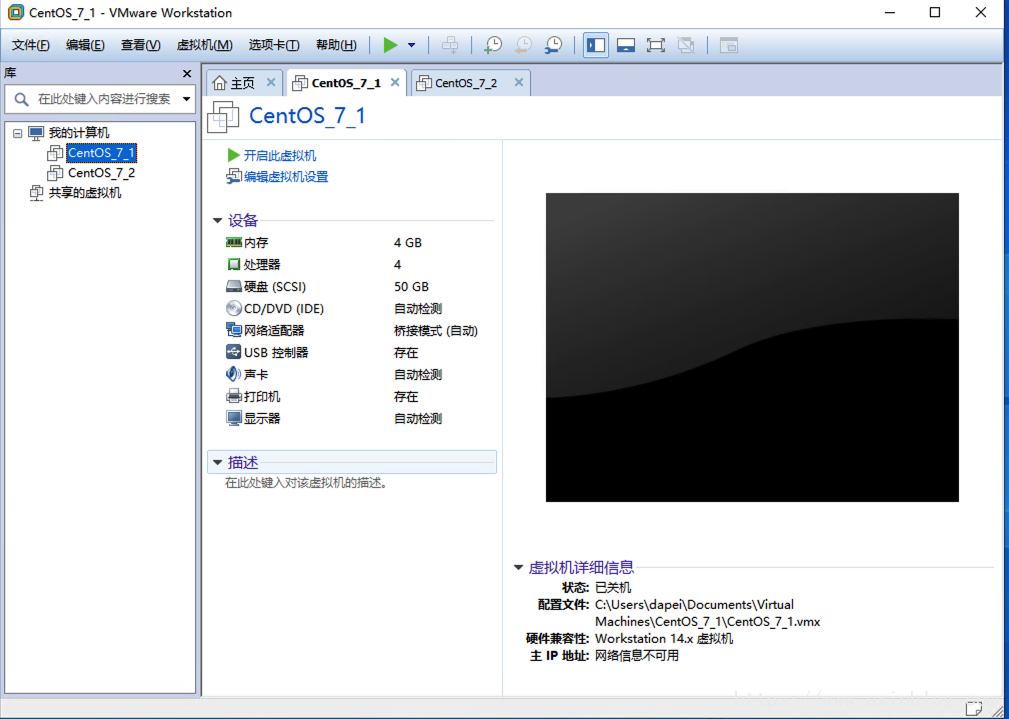 CentOS_7_1 - VMware Workstation
文件(F) 编辑(E) 查看(V) 虚拟机(M) 选项卡(T) 帮助(H)
库
在此处键入内容进行搜索
我的计算机
CentOS_7_1
CentOS_7_2
共享的虚拟机
主页 CentOS_7_1 CentOS_7_2
CentOS_7_1
开启此虚拟机
编辑虚拟机设置
设备
内存 4 GB
处理器 4
硬盘 (SCSI) 50 GB
CD/DVD (IDE) 自动检测
网络适配器 桥接模式 (自动)
USB 控制器 存在
声卡 自动检测
打印机 存在
显示器 自动检测
描述
在此处键入对该虚拟机的描述。
虚拟机详细信息
状态: 已关机
配置文件: C:\Users\dapei\Documents\Virtual
Machines\CentOS_7_1\CentOS_7_1.vmx
硬件兼容性: Workstation 14.x 虚拟机
主 IP 地址: 网络信息不可用